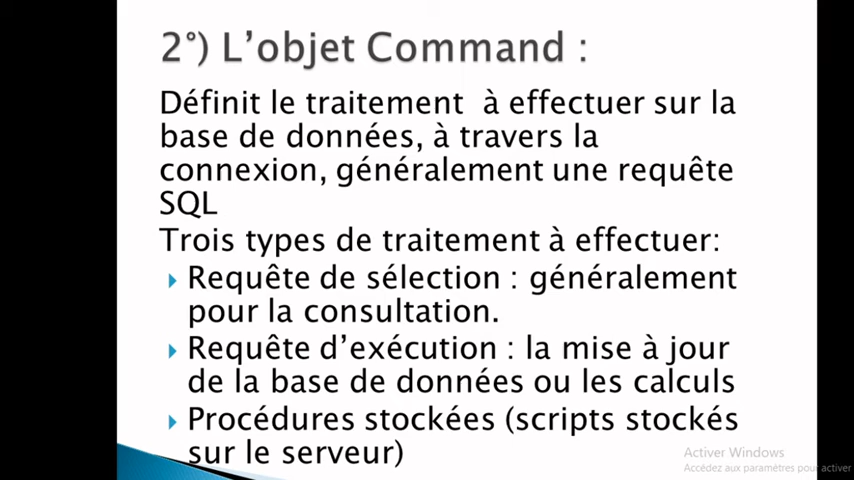 2°) L'objet Command :
Définit le traitement à effectuer sur la
base de données, à travers la
connexion, généralement une requête
SQL
Trois types de traitement à effectuer:
Requête de sélection : généralement
pour la consultation.
Requête d'exécution : la mise à jour
de la base de données ou les calculs
Procédures stockées (scripts stockés
sur le serveur)
Activer Windows
Accédez aux paramètres pour activer